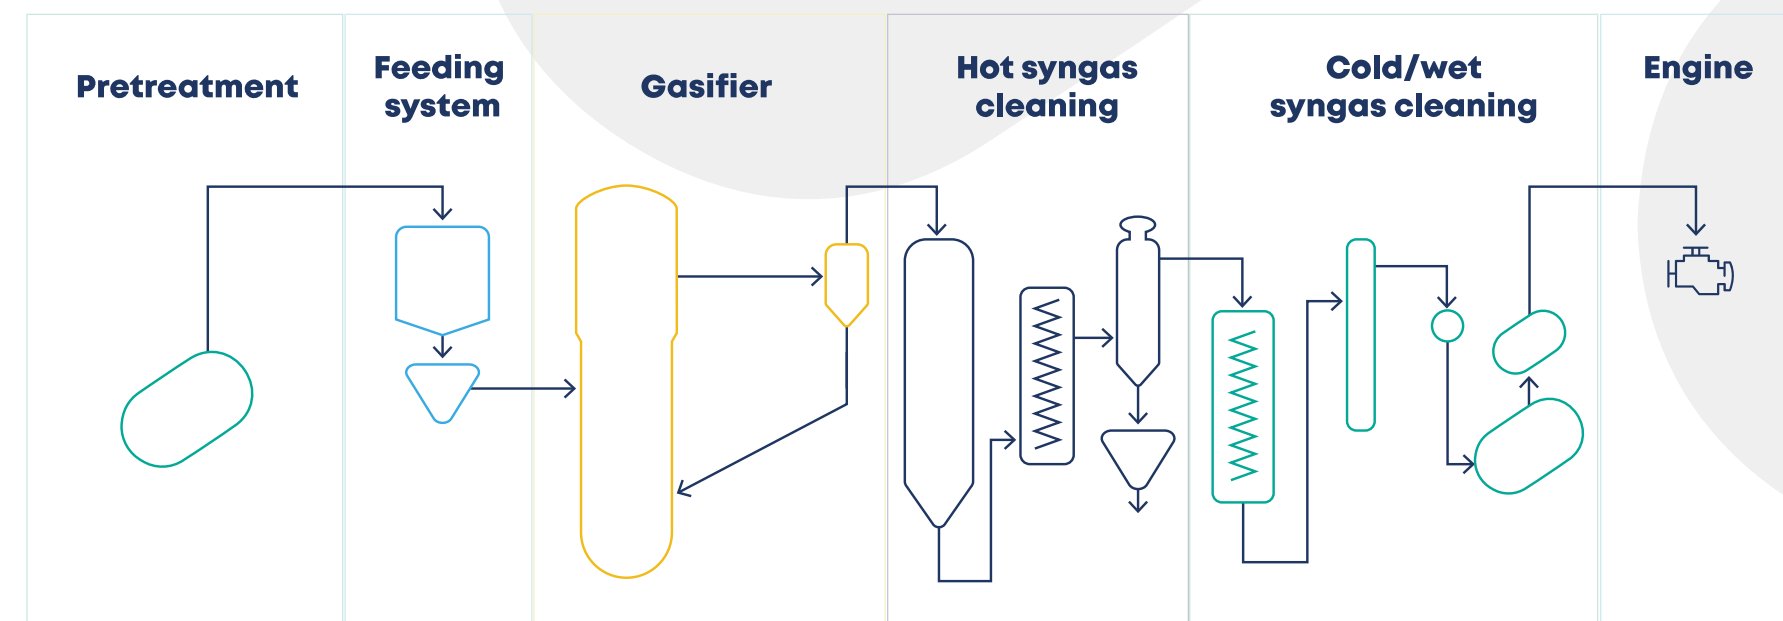 Pretreatment
Feeding
system
Gasifier
Hot syngas
cleaning
Cold/wet
syngas cleaning
Engine